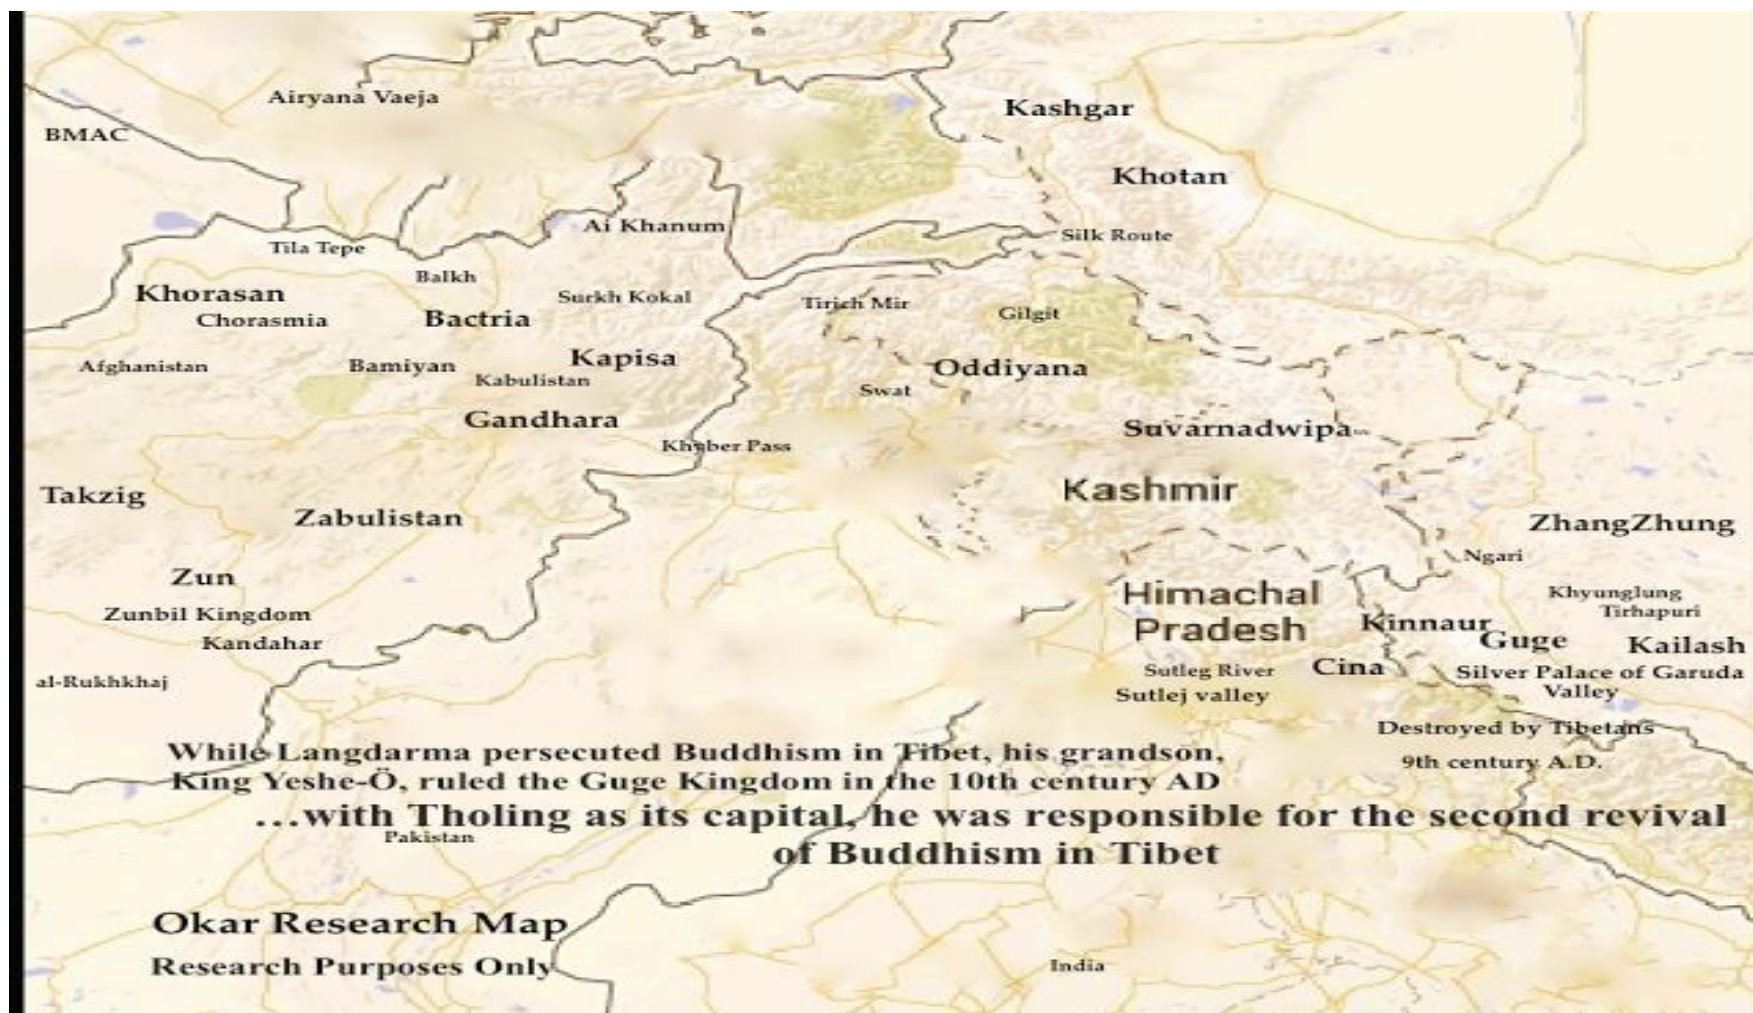 Airyana Vaeja
Kashgar
BMAC
Khotan
Ai Khanum
Silk Route
Tila Tepe
Balkh
Khorasan
Surkh Kokal
Tirich Mir
Gilgit
Chorasmia
Bactria
Afghanistan
Bamiyan
Kapisa
Oddiyana
Kabulistan
Swat
Gandhara
Suvarnadwipa
Khyber Pass
Takzig
Kashmir
Zabulistan
ZhangZhung
Ngari
Zun
Himachal
Pradesh
Khyunglung
Tirhapuri
Zunbil Kingdom
Kinnaur
Guge
Kailash
Kandahar
Sutleg River
Cina
Silver Palace of Garuda
Valley
al-Rukhkhaj
Sutlej valley
Destroyed by Tibetans
9th century A.D.
While Langdarma persecuted Buddhism in Tibet, his grandson,
King Yeshe-Ö, ruled the Guge Kingdom in the 10th century AD
...with Tholing as its capital, he was responsible for the second revival
of Buddhism in Tibet
Pakistan
Okar Research Map
Research Purposes Only
India